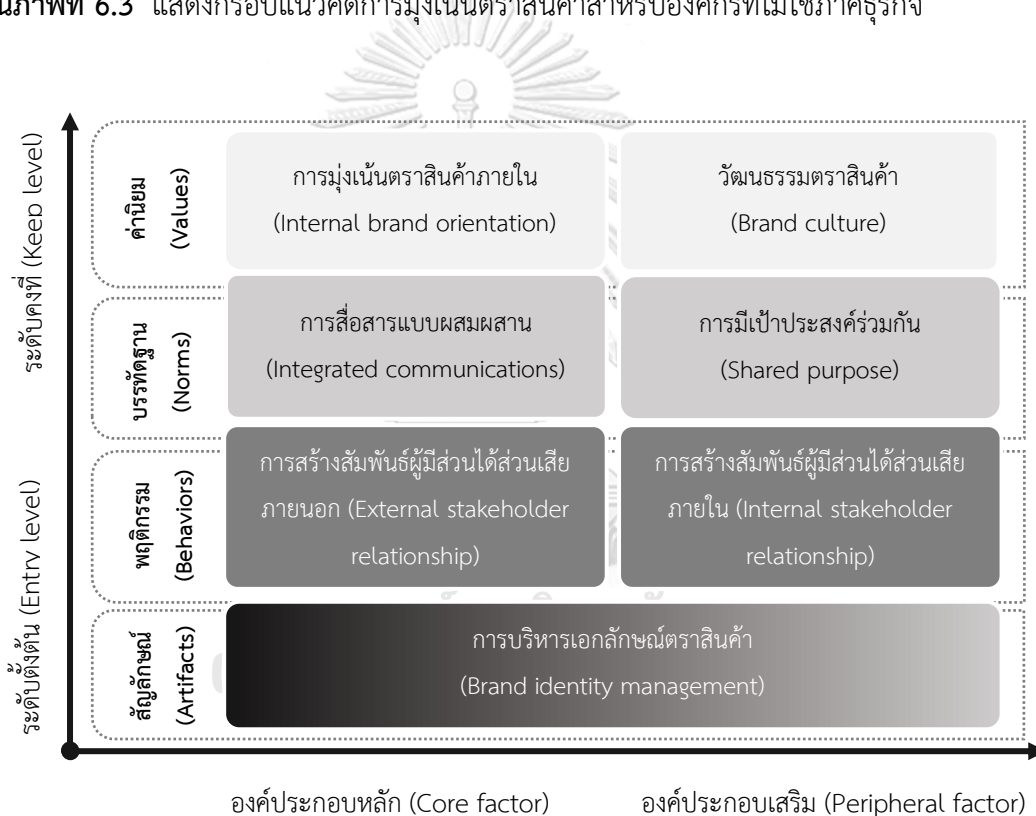 ที่ 6.3 แสดงกรอบแนวคิดการมุ่งเน้นตราสินค้าสำหรับองค์กรที่ไม่ใช่ภาคธุรกิจ
ระดับคงที่ (Keep level)
ค่านิยม
(Values)
การมุ่งเน้นตราสินค้าภายใน
(Internal brand orientation)
วัฒนธรรมตราสินค้า
(Brand culture)
บรรทัดฐาน
(Norms)
การสื่อสารแบบผสมผสาน
(Integrated communications)
การมีเป้าประสงค์ร่วมกัน
(Shared purpose)
ระดับตั้งต้น (Entry level)
พฤติกรรม
(Behaviors)
การสร้างสัมพันธ์ผู้มีส่วนได้ส่วนเสีย
ภายนอก (External stakeholder
relationship)
การสร้างสัมพันธ์ผู้มีส่วนได้ส่วนเสีย
ภายใน (Internal stakeholder
relationship)
สัญลักษณ์
(Artifacts)
การบริหารเอกลักษณ์ตราสินค้า
(Brand identity management)
องค์ประกอบหลัก (Core factor)
องค์ประกอบเสริม (Peripheral factor)